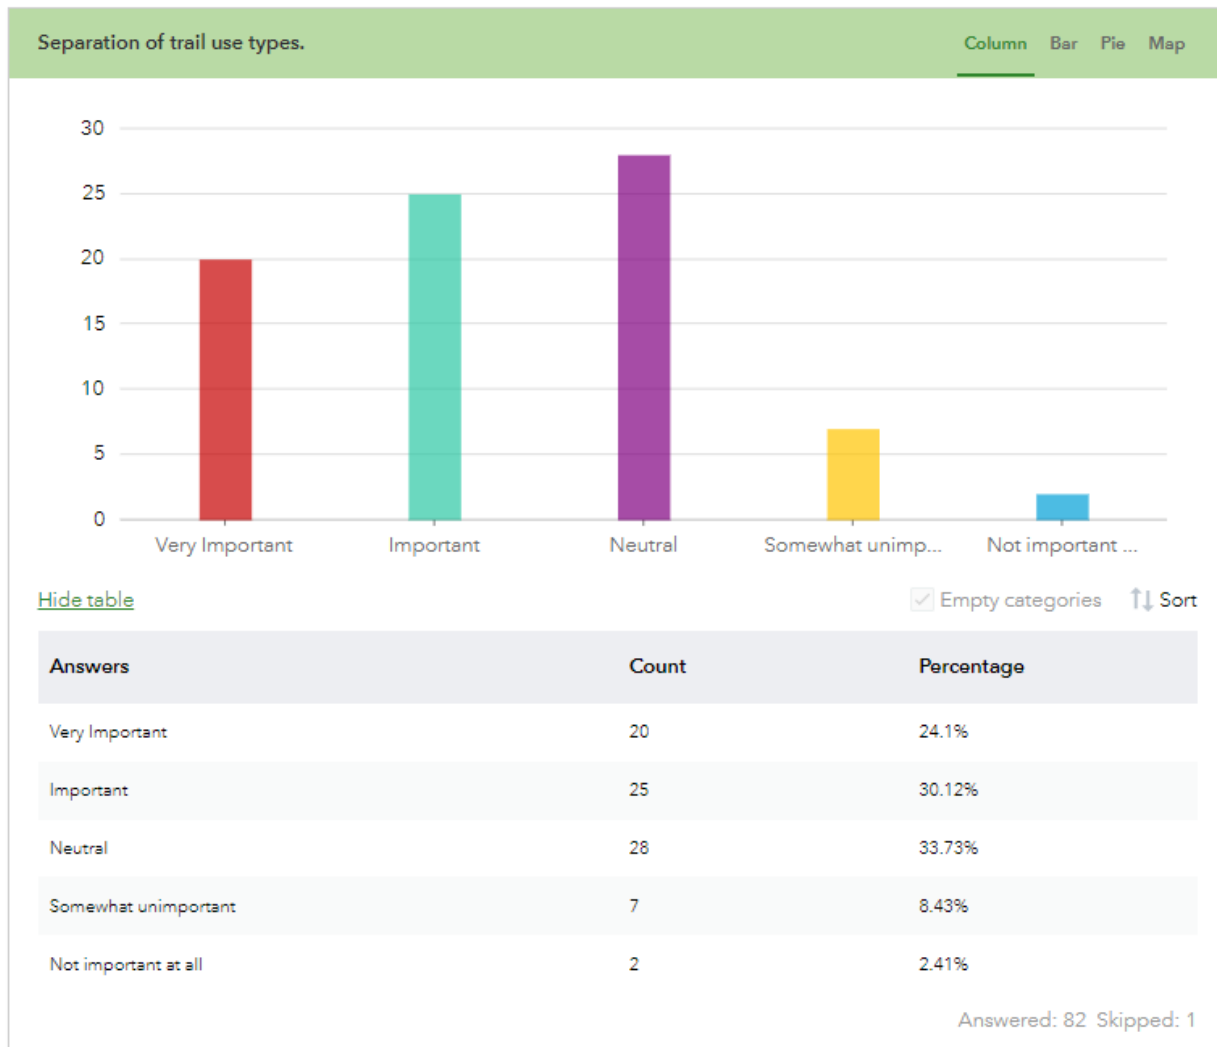 Separation of trail use types.
Column Bar Pie Map
30
25
20
15
10
5
0
Very Important Important Neutral Somewhat unimp... Not important ...
Hide table Empty categories Sort
Answers Count Percentage
Very Important 20 24.1%
Important 25 30.12%
Neutral 28 33.73%
Somewhat unimportant 7 8.43%
Not important at all 2 2.41%
Answered: 82 Skipped: 1